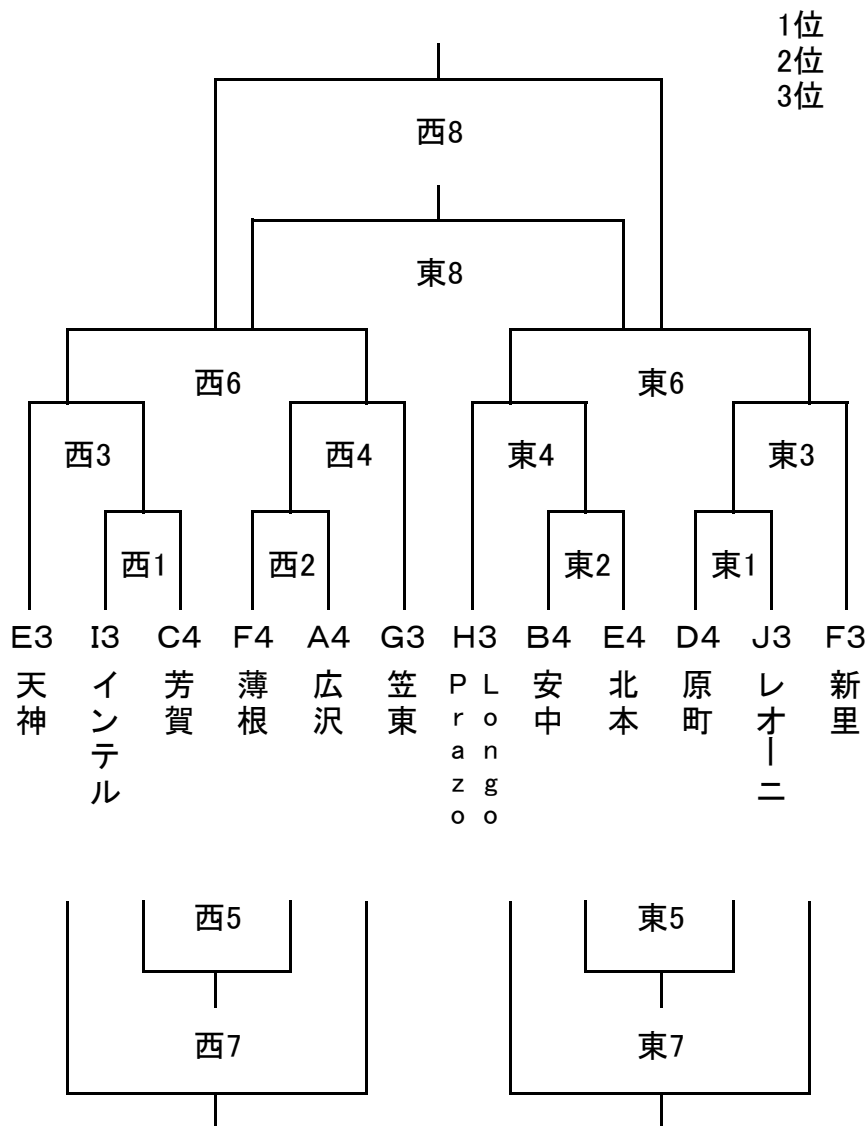 1位
2位
3位
西8
東8
西6 東6
西3 西4 東4 東3
西1 西2 東2 東1
E3 I3 C4 F4 A4 G3 H3 B4 E4 D4 J3 F3
天神
インテル
芳賀
薄根
広沢
笠東
Longo
Prazo
安中
北本
原町
レオーニ
新里
西5 東5
西7 東7